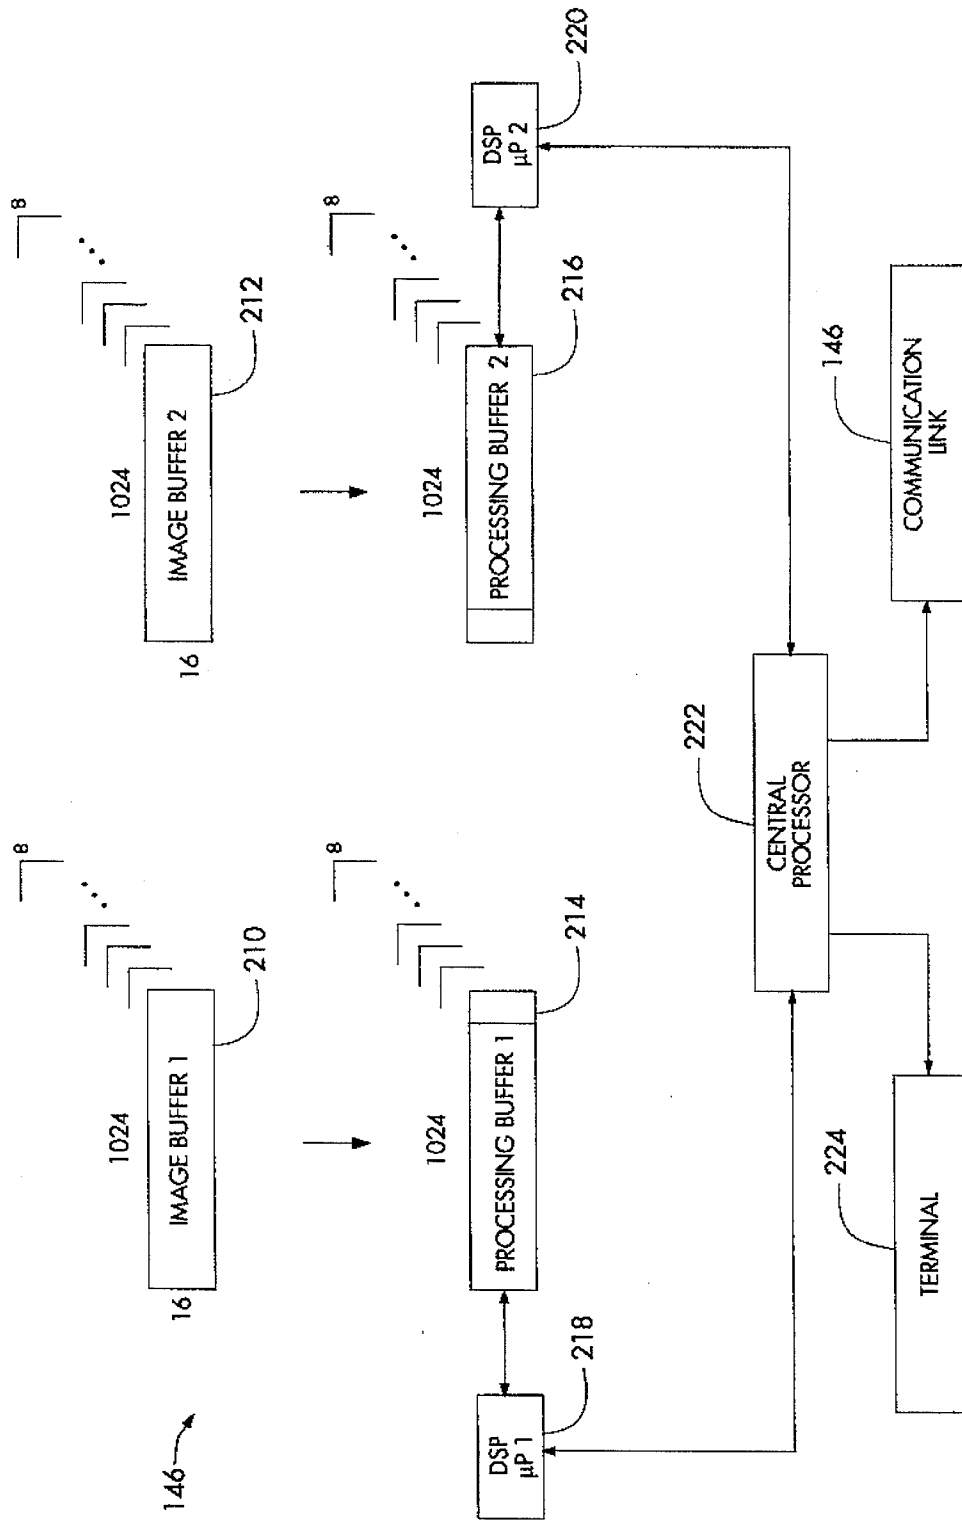 146
8
8
1024
1024
16
IMAGE BUFFER 1
210
16
IMAGE BUFFER 2
212
8
8
1024
1024
DSP
µP 1
218
PROCESSING BUFFER 1
214
PROCESSING BUFFER 2
216
DSP
µP 2
220
222
CENTRAL
PROCESSOR
224
TERMINAL
146
COMMUNICATION
LINK